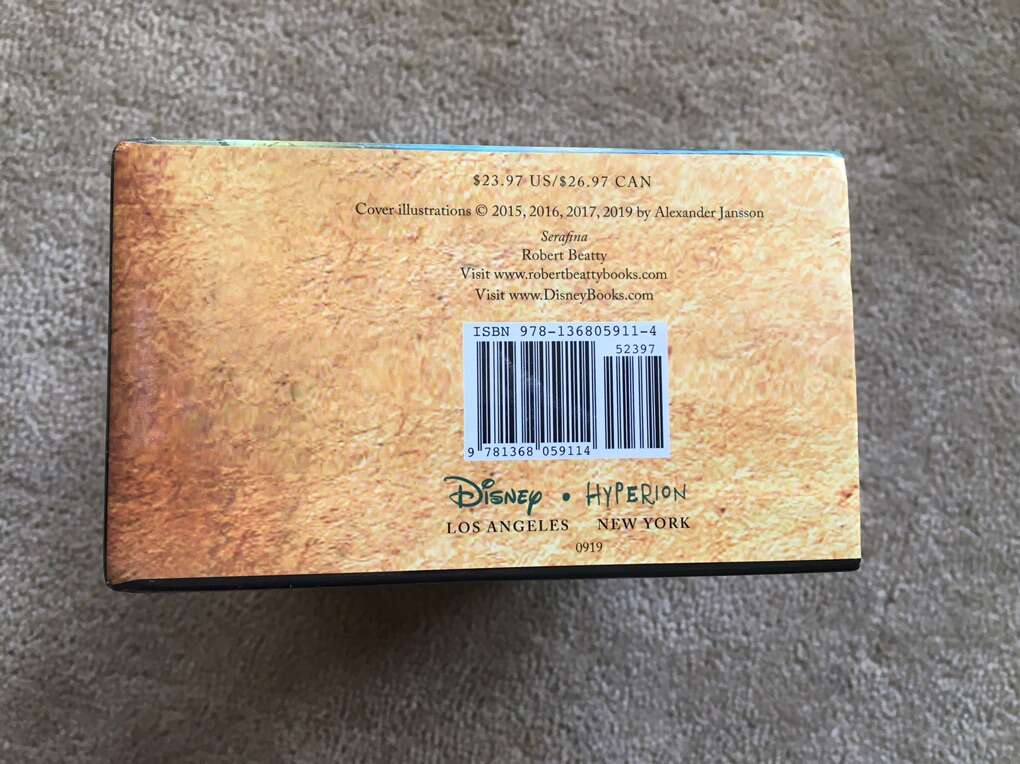 $23.97 US/$26.97 CAN
Cover illustrations © 2015, 2016, 2017, 2019 by Alexander Jansson
Serafina
Robert Beatty
Visit www.robertbeattybooks.com
Visit www.DisneyBooks.com
ISBN 978-136805911-4
52397
9 781368 059114
Disney • HYPERION
LOS ANGELES NEW YORK
0919